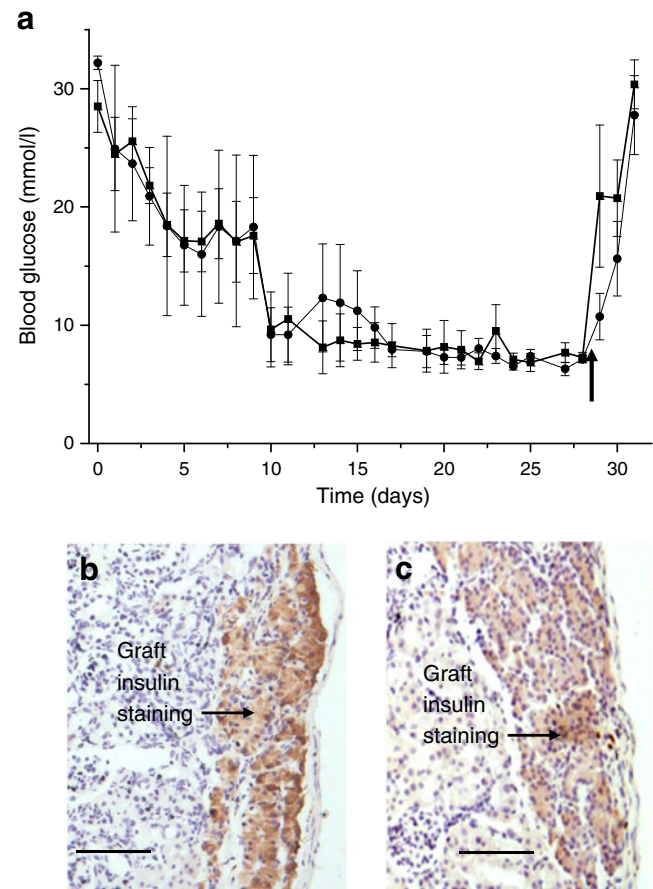 a
Blood glucose (mmol/l)
30
20
10
0
0 5 10 15 20 25 30
Time (days)
b
Graft
insulin
staining
c
Graft
insulin
staining